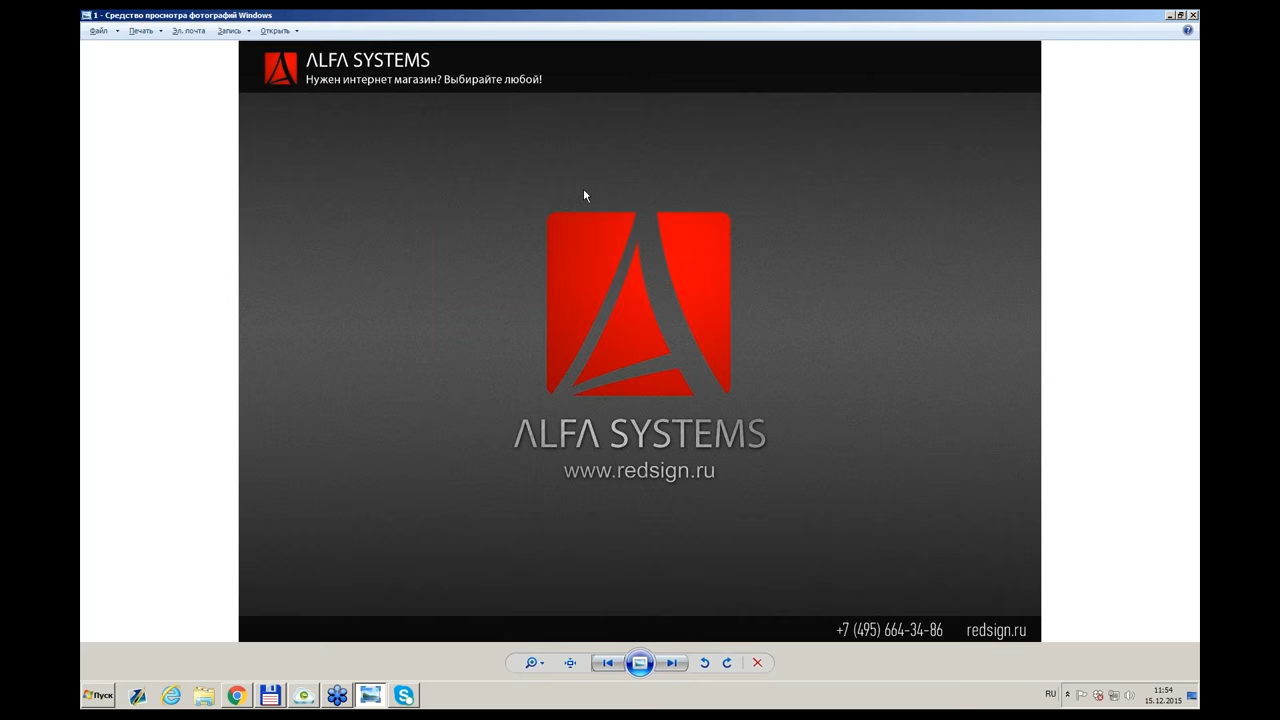 1 - Средство просмотра фотографий Windows
Файл Печать Эл. почта Запись Открыть
ALFA SYSTEMS
Нужен интернет магазин? Выбирайте любой!
ALFA SYSTEMS
www.redsign.ru
+7 (495) 664-34-86 redsign.ru
Пуск RU 11:54
15.12.2015